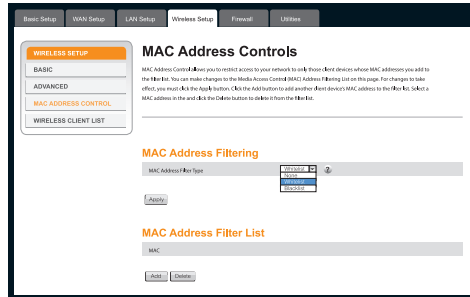 Basic Setup
WAN Setup
LAN Setup
Wireless Setup
Firewall
Utilities
WIRELESS SETUP
BASIC
ADVANCED
MAC ADDRESS CONTROL
WIRELESS CLIENT LIST
MAC Address Controls
MAC Address Control allows you to restrict access to your network to only those client devices whose MAC addresses you add to
the filter list. You can make changes to the Media Access Control (MAC) Address Filtering List on this page. For changes to take
effect, you must click the Apply button. Click the Add button to add another client device's MAC address to the filter list. Select a
MAC address in the and click the Delete button to delete it from the filter list.
MAC Address Filtering
MAC Address Filter Type
Whitelist
?
None
Whitelist
Blacklist
Apply
MAC Address Filter List
MAC
Add
Delete